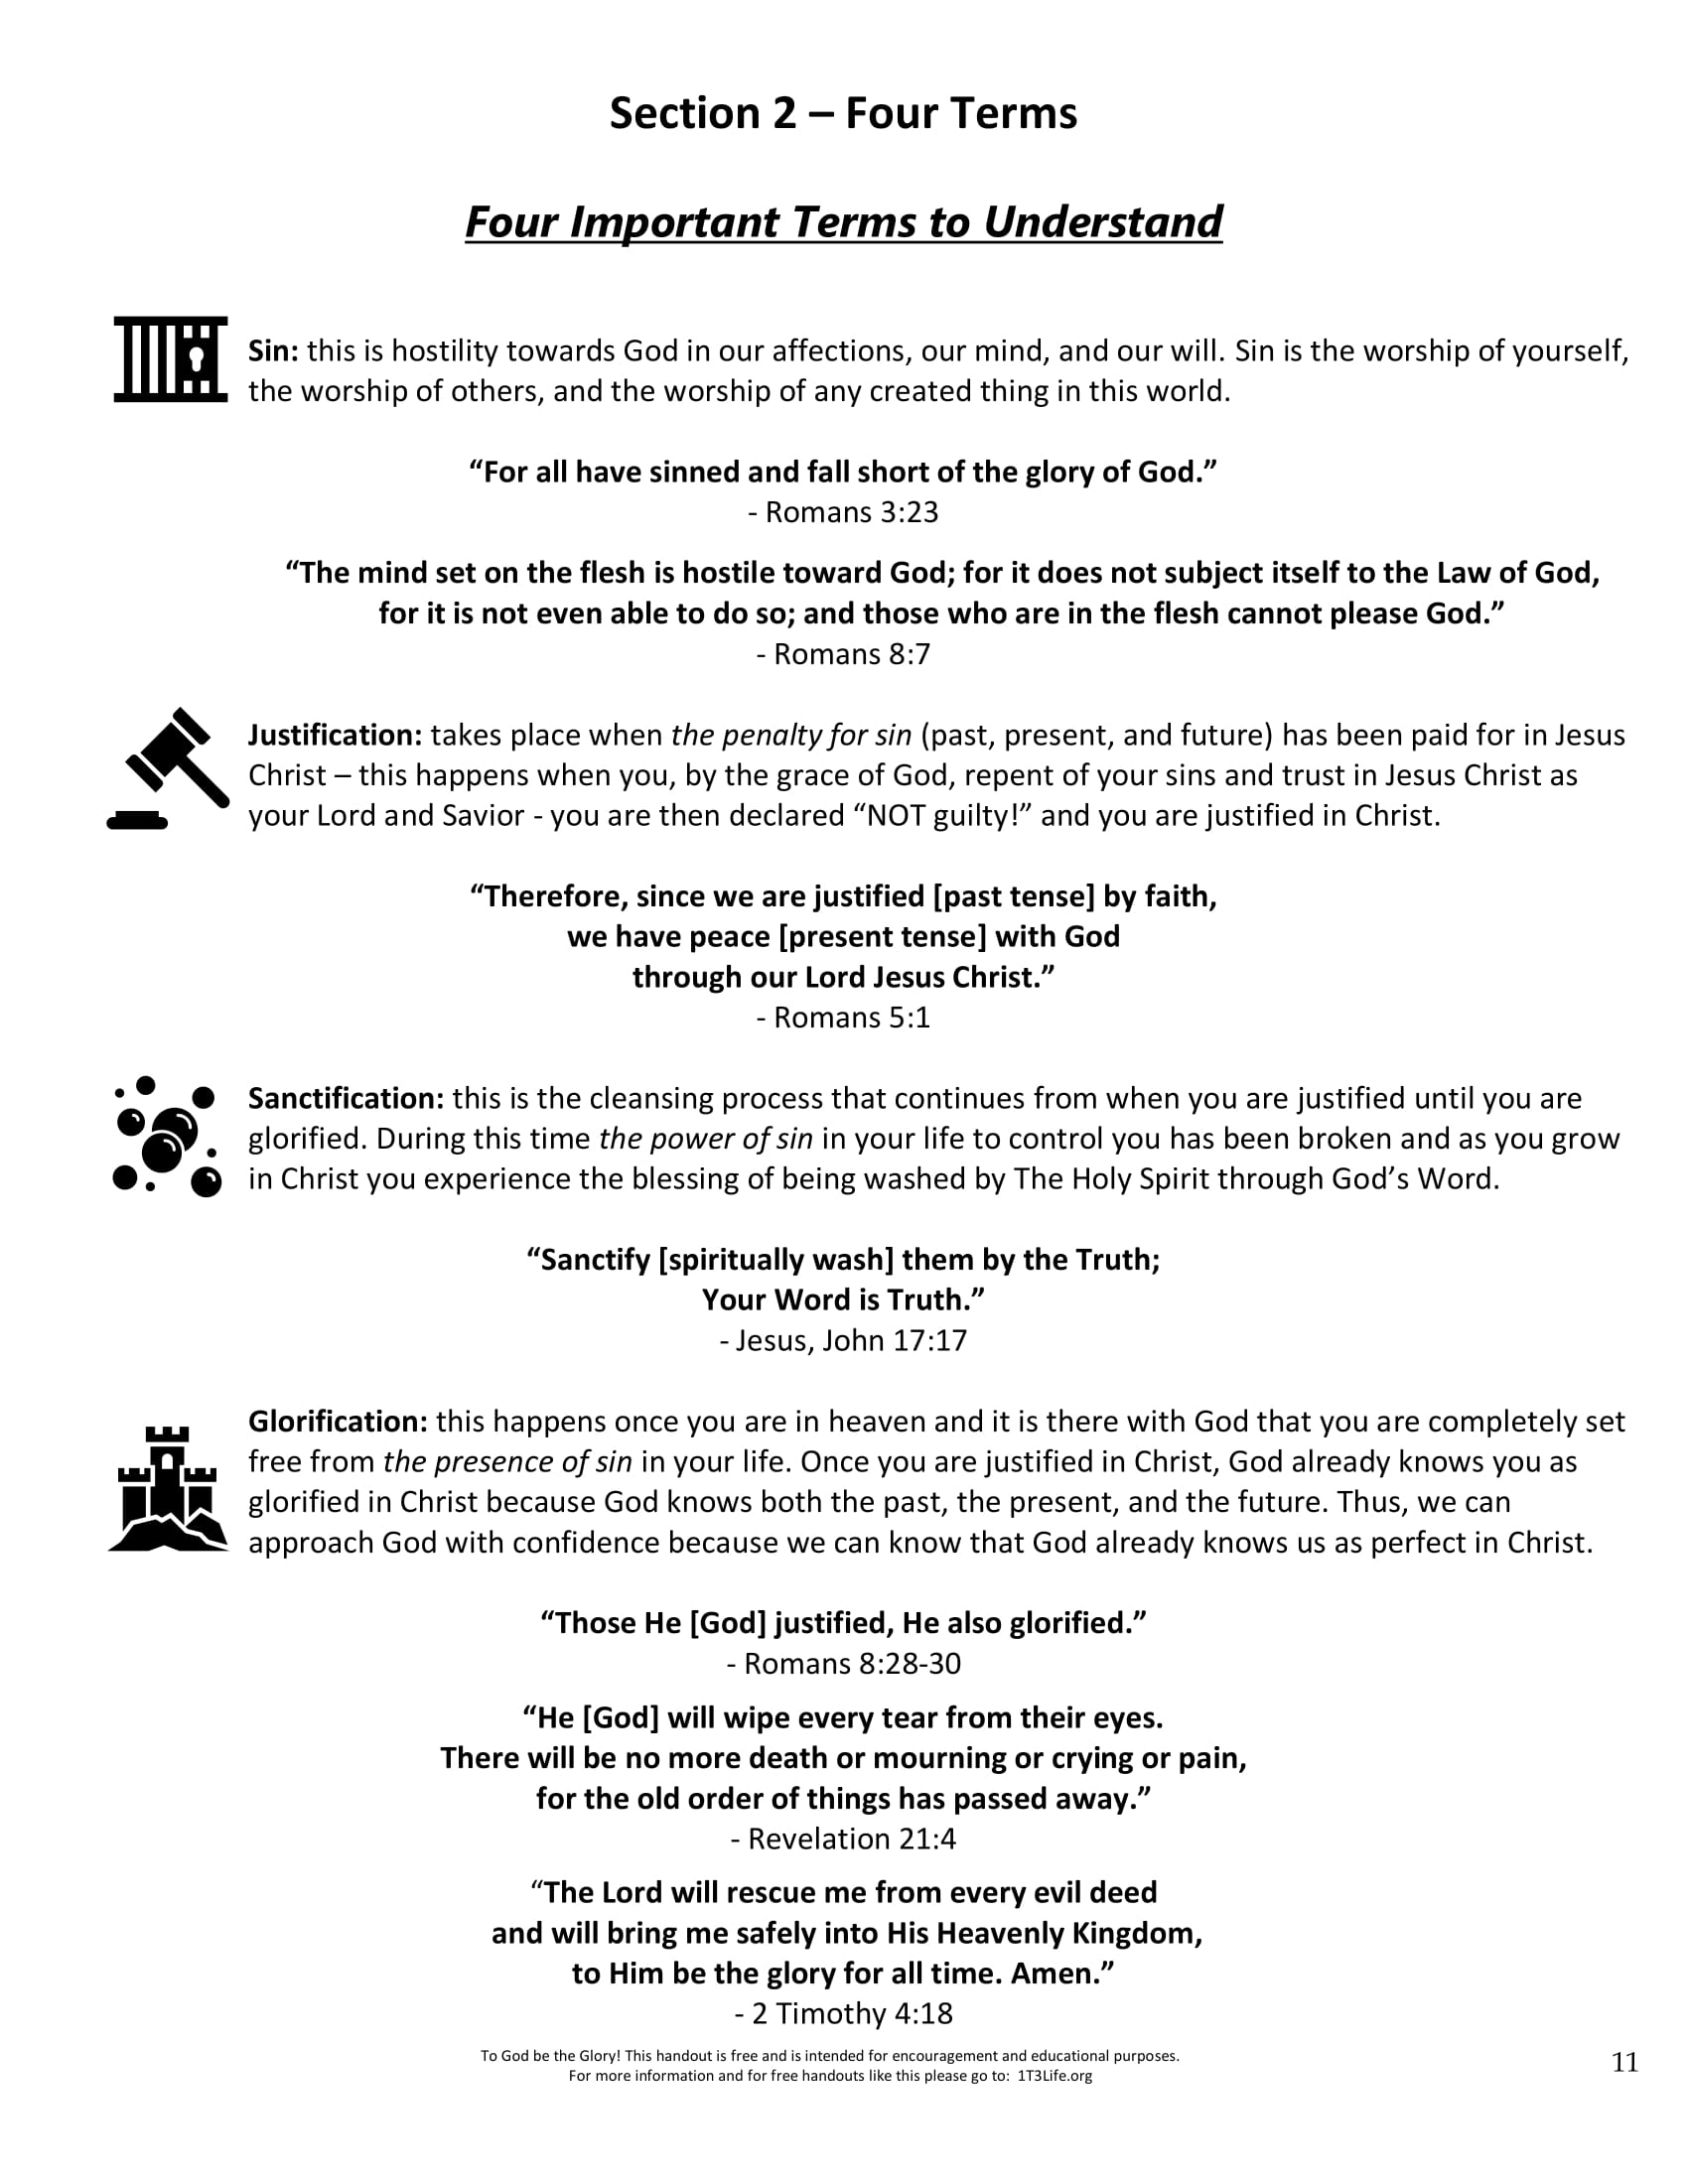 Section 2 – Four Terms
Four Important Terms to Understand
Sin: this is hostility towards God in our affections, our mind, and our will. Sin is the worship of yourself,
the worship of others, and the worship of any created thing in this world.
“For all have sinned and fall short of the glory of God.”
- Romans 3:23
“The mind set on the flesh is hostile toward God; for it does not subject itself to the Law of God,
for it is not even able to do so; and those who are in the flesh cannot please God.”
- Romans 8:7
Justification: takes place when the penalty for sin (past, present, and future) has been paid for in Jesus
Christ – this happens when you, by the grace of God, repent of your sins and trust in Jesus Christ as
your Lord and Savior - you are then declared “NOT guilty!” and you are justified in Christ.
“Therefore, since we are justified [past tense] by faith,
we have peace [present tense] with God
through our Lord Jesus Christ.”
- Romans 5:1
Sanctification: this is the cleansing process that continues from when you are justified until you are
glorified. During this time the power of sin in your life to control you has been broken and as you grow
in Christ you experience the blessing of being washed by The Holy Spirit through God’s Word.
“Sanctify [spiritually wash] them by the Truth;
Your Word is Truth.”
- Jesus, John 17:17
Glorification: this happens once you are in heaven and it is there with God that you are completely set
free from the presence of sin in your life. Once you are justified in Christ, God already knows you as
glorified in Christ because God knows both the past, the present, and the future. Thus, we can
approach God with confidence because we can know that God already knows us as perfect in Christ.
“Those He [God] justified, He also glorified.”
- Romans 8:28-30
“He [God] will wipe every tear from their eyes.
There will be no more death or mourning or crying or pain,
for the old order of things has passed away.”
- Revelation 21:4
“The Lord will rescue me from every evil deed
and will bring me safely into His Heavenly Kingdom,
to Him be the glory for all time. Amen.”
- 2 Timothy 4:18
To God be the Glory! This handout is free and is intended for encouragement and educational purposes.
For more information and for free handouts like this please go to: 1T3Life.org
11